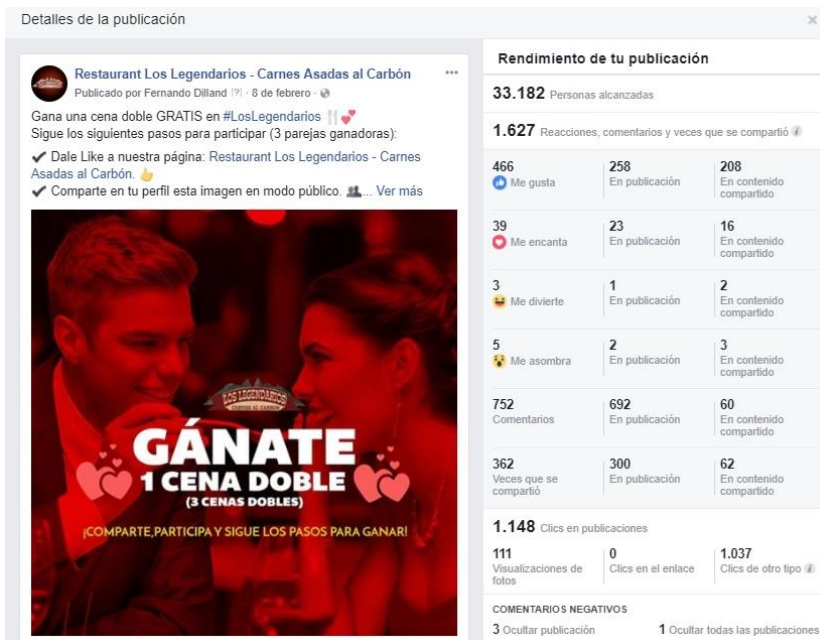 Detalles de la publicación
Restaurant Los Legendarios - Carnes Asadas al Carbón
Publicado por Fernando Dilland [?] · 8 de febrero ·
Gana una cena doble GRATIS en #LosLegendarios 🍴💕
Sigue los siguientes pasos para participar (3 parejas ganadoras):
✔ Dale Like a nuestra página: Restaurant Los Legendarios - Carnes
Asadas al Carbón. 👍
✔ Comparte en tu perfil esta imagen en modo público. 👥... Ver más
LOS LEGENDARIOS
CARNES AL CARBÓN
GÁNATE
1 CENA DOBLE
(3 CENAS DOBLES)
¡COMPARTE,PARTICIPA Y SIGUE LOS PASOS PARA GANAR!
Rendimiento de tu publicación
33.182 Personas alcanzadas
1.627 Reacciones, comentarios y veces que se compartió
466 258 208
Me gusta En publicación En contenido
compartido
39 23 16
Me encanta En publicación En contenido
compartido
3 1 2
Me divierte En publicación En contenido
compartido
5 2 3
Me asombra En publicación En contenido
compartido
752 692 60
Comentarios En publicación En contenido
compartido
362 300 62
Veces que se En publicación En contenido
compartió compartido
1.148 Clics en publicaciones
111 0 1.037
Visualizaciones de Clics en el enlace Clics de otro tipo
fotos
COMENTARIOS NEGATIVOS
3 Ocultar publicación 1 Ocultar todas las publicaciones